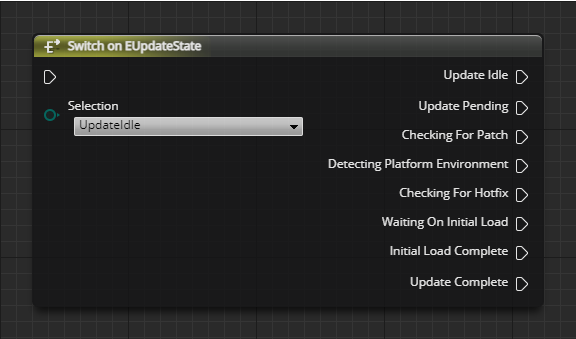 Switch on EUpdateState
Update Idle
Selection
UpdateIdle
Update Pending
Checking For Patch
Detecting Platform Environment
Checking For Hotfix
Waiting On Initial Load
Initial Load Complete
Update Complete